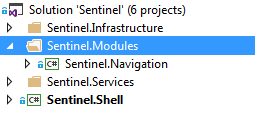 Solution 'Sentinel' (6 projects)
Sentinel.Infrastructure
Sentinel.Modules
C# Sentinel.Navigation
Sentinel.Services
C# Sentinel.Shell